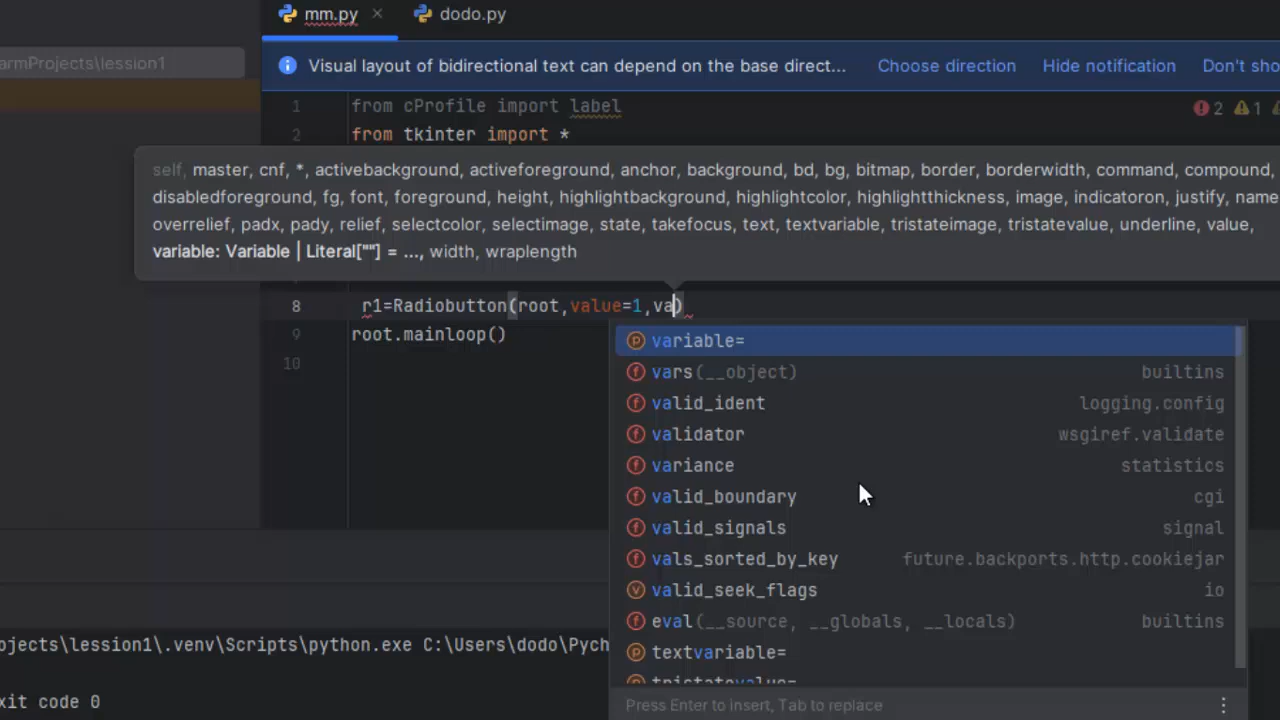 mm.py
dodo.py
armProjects\lession1
Visual layout of bidirectional text can depend on the base direct... Choose direction Hide notification Don't sho
1 from cProfile import label
2 1
2 from tkinter import *
self, master, cnf, *, activebackground, activeforeground, anchor, background, bd, bg, bitmap, border, borderwidth, command, compound,
disabledforeground, fg, font, foreground, height, highlightbackground, highlightcolor, highlightthickness, image, indicatoron, justify, name
overrelief, padx, pady, relief, selectcolor, selectimage, state, takefocus, text, textvariable, tristateimage, tristatevalue, underline, value,
variable: Variable | Literal[""] = ..., width, wraplength
8 r1=Radiobutton(root,value=1,va)
9 root.mainloop()
10
p variable=
f vars(__object) builtins
f valid_ident logging.config
f validator wsgiref.validate
f variance statistics
f valid_boundary cgi
f valid_signals signal
f vals_sorted_by_key future.backports.http.cookiejar
v valid_seek_flags io
f eval(__source, __globals, __locals) builtins
p textvariable=
p tristatevalue=
Press Enter to insert, Tab to replace
ojects\lession1\.venv\Scripts\python.exe C:\Users\dodo\Pych
xit code 0